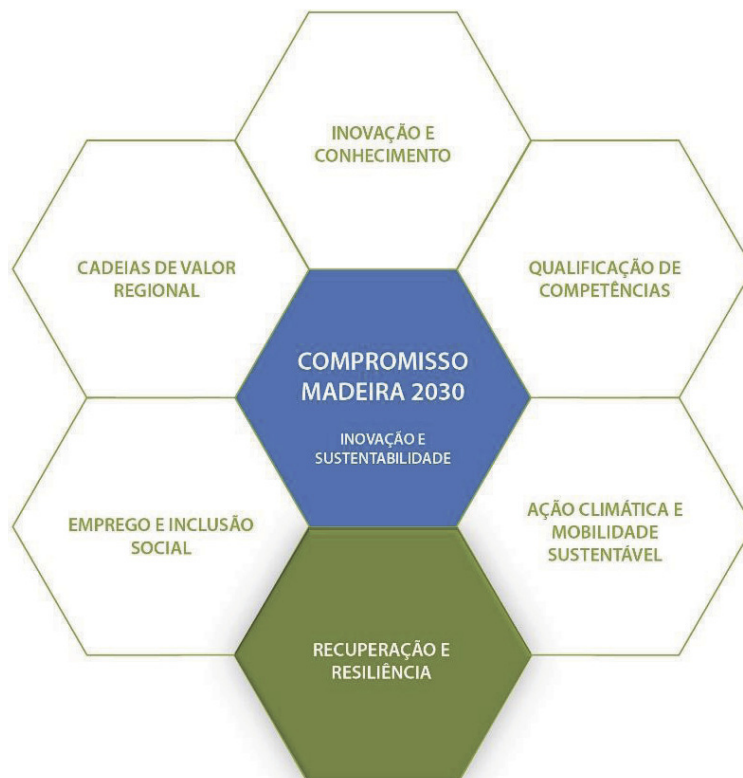 INOVAÇÃO E
CONHECIMENTO
CADEIAS DE VALOR
REGIONAL
QUALIFICAÇÃO DE
COMPETÊNCIAS
COMPROMISSO
MADEIRA 2030
INOVAÇÃO E
SUSTENTABILIDADE
EMPREGO E INCLUSÃO
SOCIAL
AÇÃO CLIMÁTICA E
MOBILIDADE
SUSTENTÁVEL
RECUPERAÇÃO E
RESILIÊNCIA